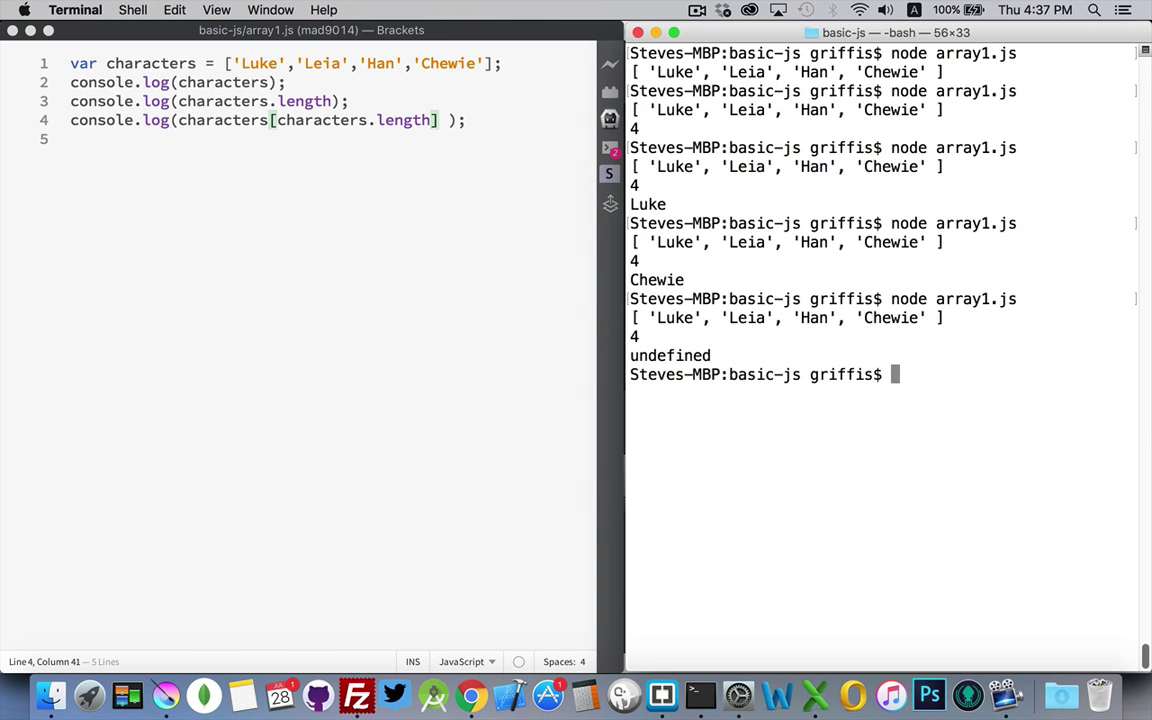 Terminal Shell Edit View Window Help 100% Thu 4:37 PM
basic-js/array1.js (mad9014) — Brackets
1 var characters = ['Luke','Leia','Han','Chewie'];
2 console.log(characters);
3 console.log(characters.length);
4 console.log(characters[characters.length] );
5
2
S
Line 4, Column 41 — 5 Lines
INS JavaScript Spaces: 4
basic-js — -bash — 56×33
[Steves-MBP:basic-js griffis$ node array1.js ]
[ 'Luke', 'Leia', 'Han', 'Chewie' ]
[Steves-MBP:basic-js griffis$ node array1.js ]
[ 'Luke', 'Leia', 'Han', 'Chewie' ]
4
[Steves-MBP:basic-js griffis$ node array1.js ]
[ 'Luke', 'Leia', 'Han', 'Chewie' ]
4
Luke
[Steves-MBP:basic-js griffis$ node array1.js ]
[ 'Luke', 'Leia', 'Han', 'Chewie' ]
4
Chewie
[Steves-MBP:basic-js griffis$ node array1.js ]
[ 'Luke', 'Leia', 'Han', 'Chewie' ]
4
undefined
Steves-MBP:basic-js griffis$
JUL 28 1 Fz 1 W X O Ps